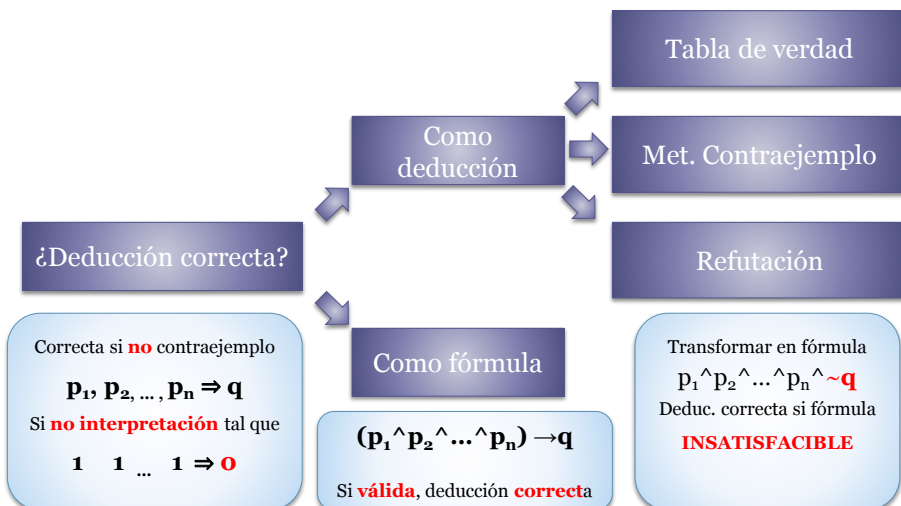 Tabla de verdad
Como
deducción
Met. Contraejemplo
¿Deducción correcta?
Refutación
Como fórmula
Correcta si no contraejemplo
p₁, p₂, ... , pₙ ⇒ q
Si no interpretación tal que
1 1 ... 1 ⇒ 0
(p₁^p₂^...^pₙ) →q
Si válida, deducción correcta
Transformar en fórmula
p₁^p₂^...^pₙ^~q
Deduc. correcta si fórmula
INSATISFACIBLE